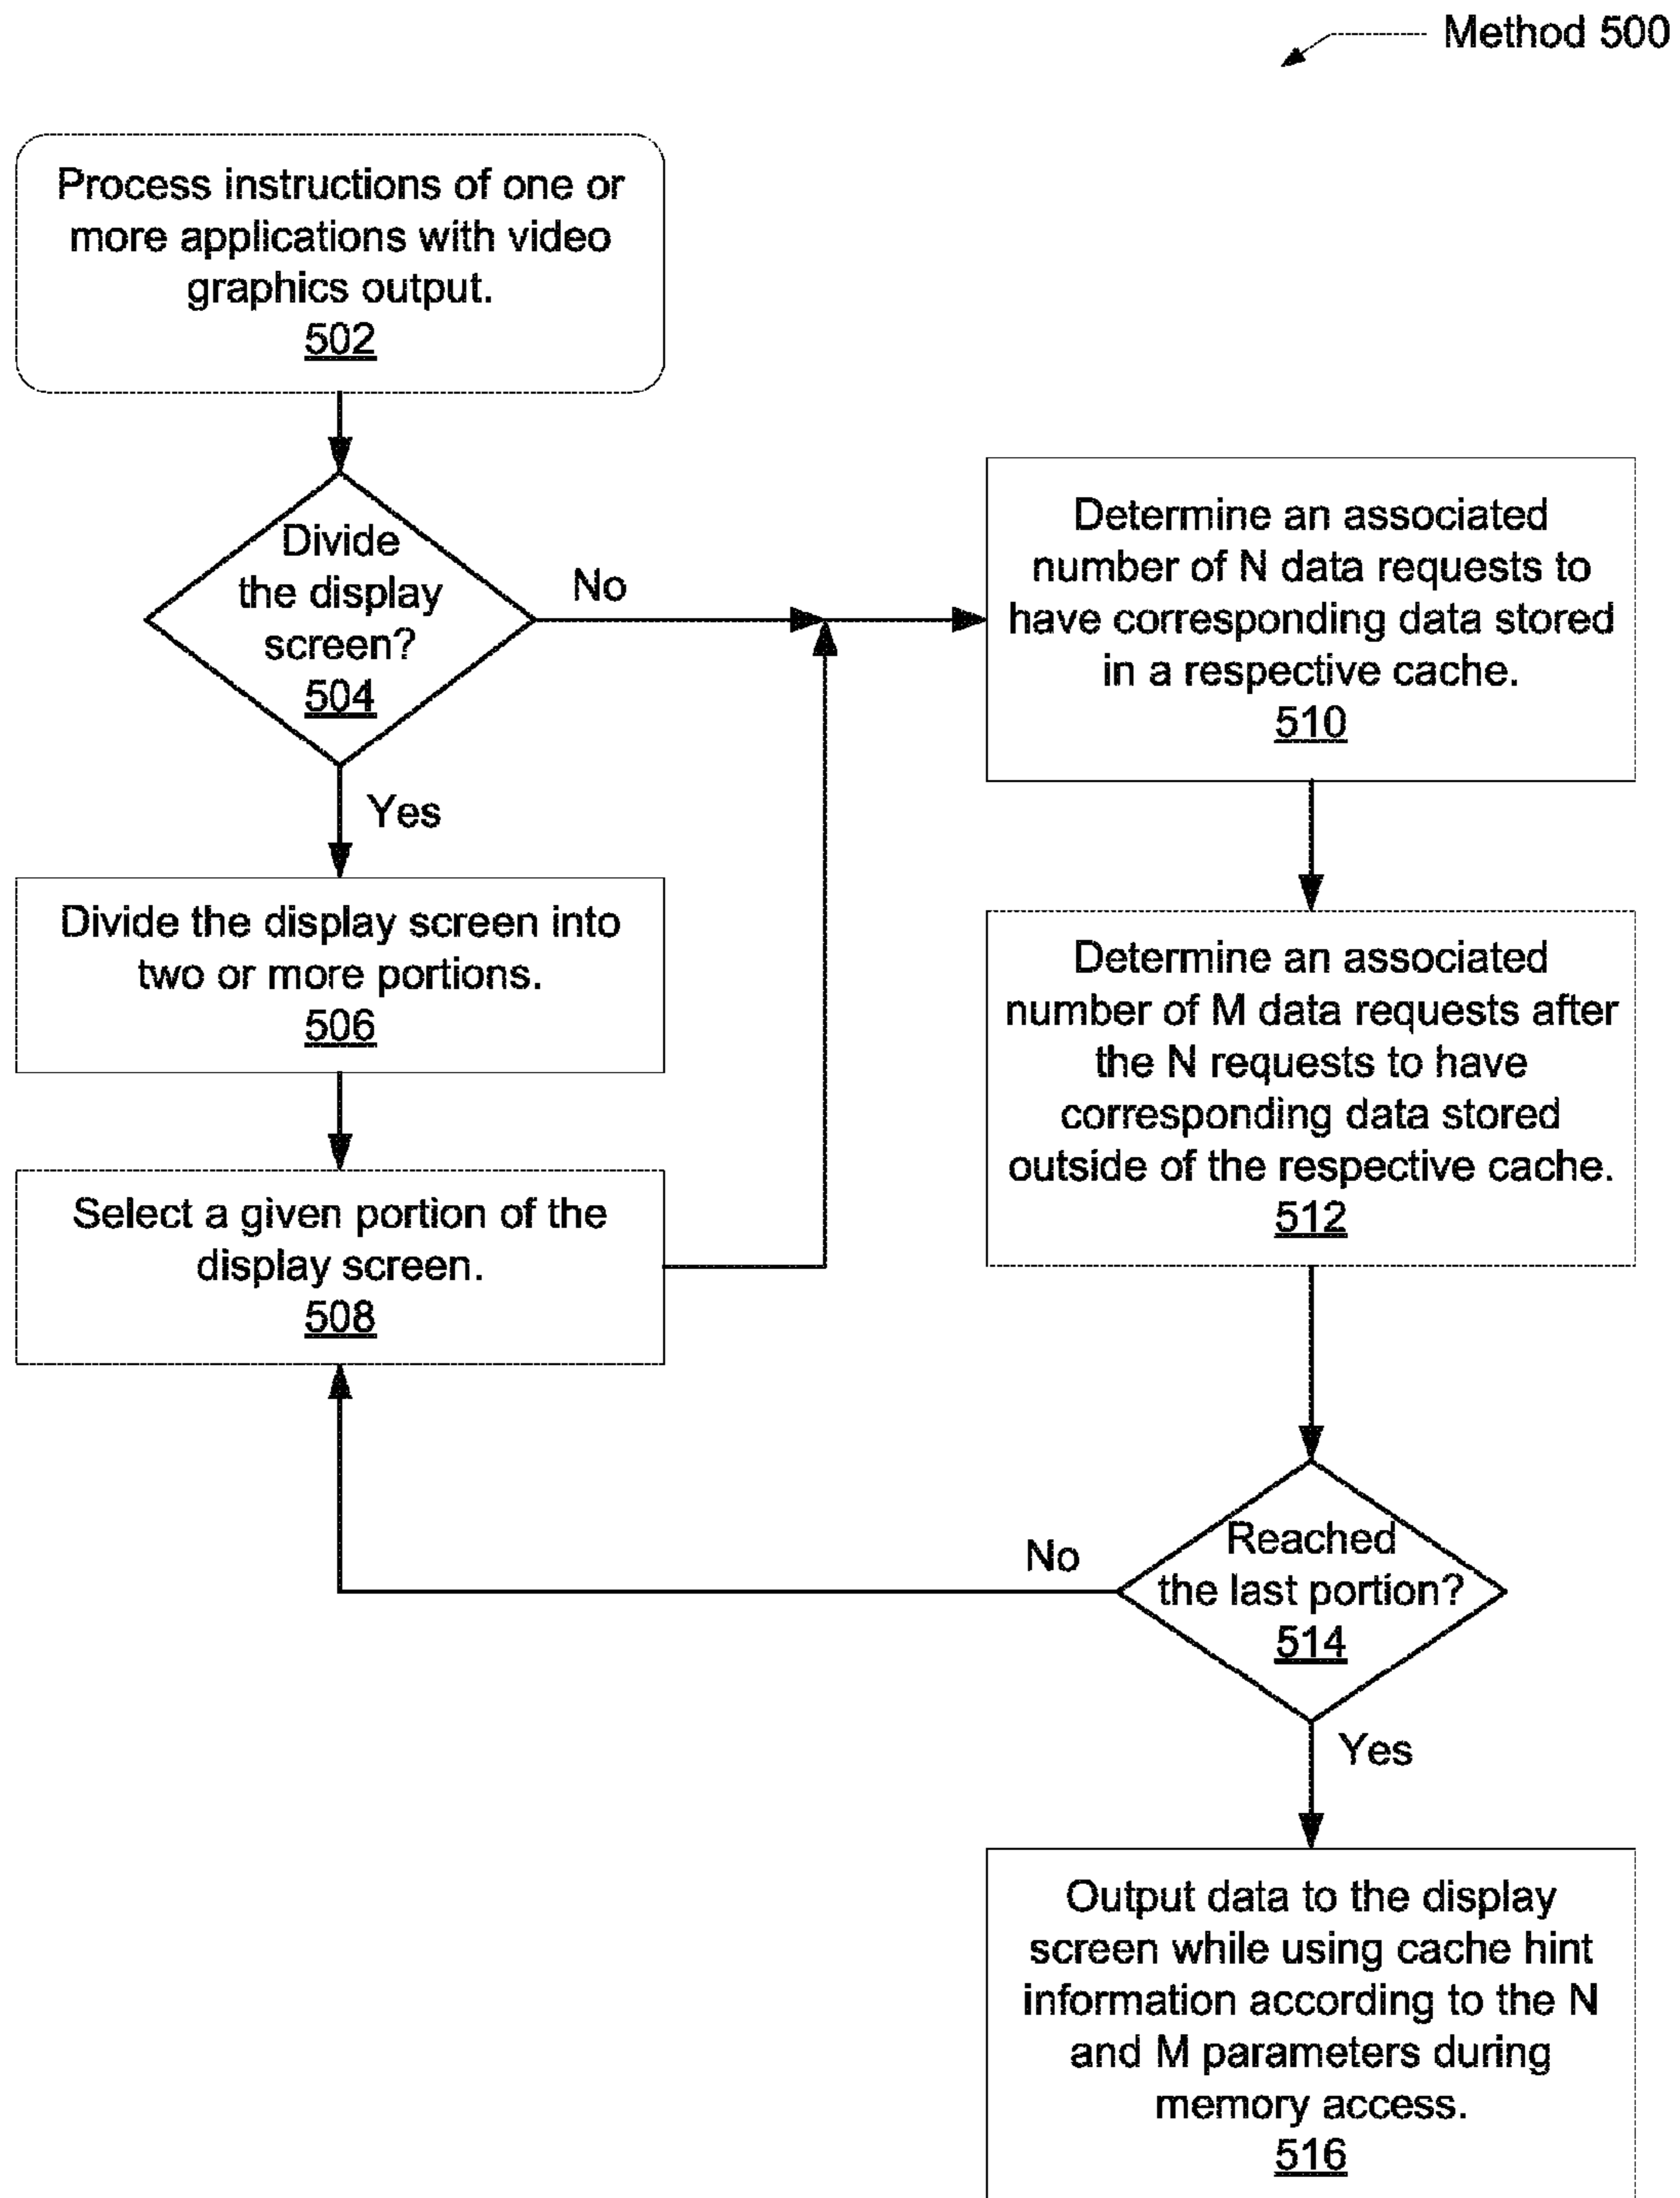 Method 500
Process instructions of one or
more applications with video
graphics output.
502
Divide
the display
screen?
504
No
Yes
Divide the display screen into
two or more portions.
506
Select a given portion of the
display screen.
508
Determine an associated
number of N data requests to
have corresponding data stored
in a respective cache.
510
Determine an associated
number of M data requests after
the N requests to have
corresponding data stored
outside of the respective cache.
512
Reached
the last portion?
514
No
Yes
Output data to the display
screen while using cache hint
information according to the N
and M parameters during
memory access.
516